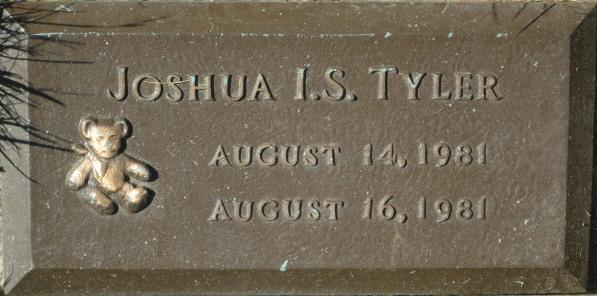 JOSHUA I.S. TYLER
AUGUST 14, 1981
AUGUST 16, 1981